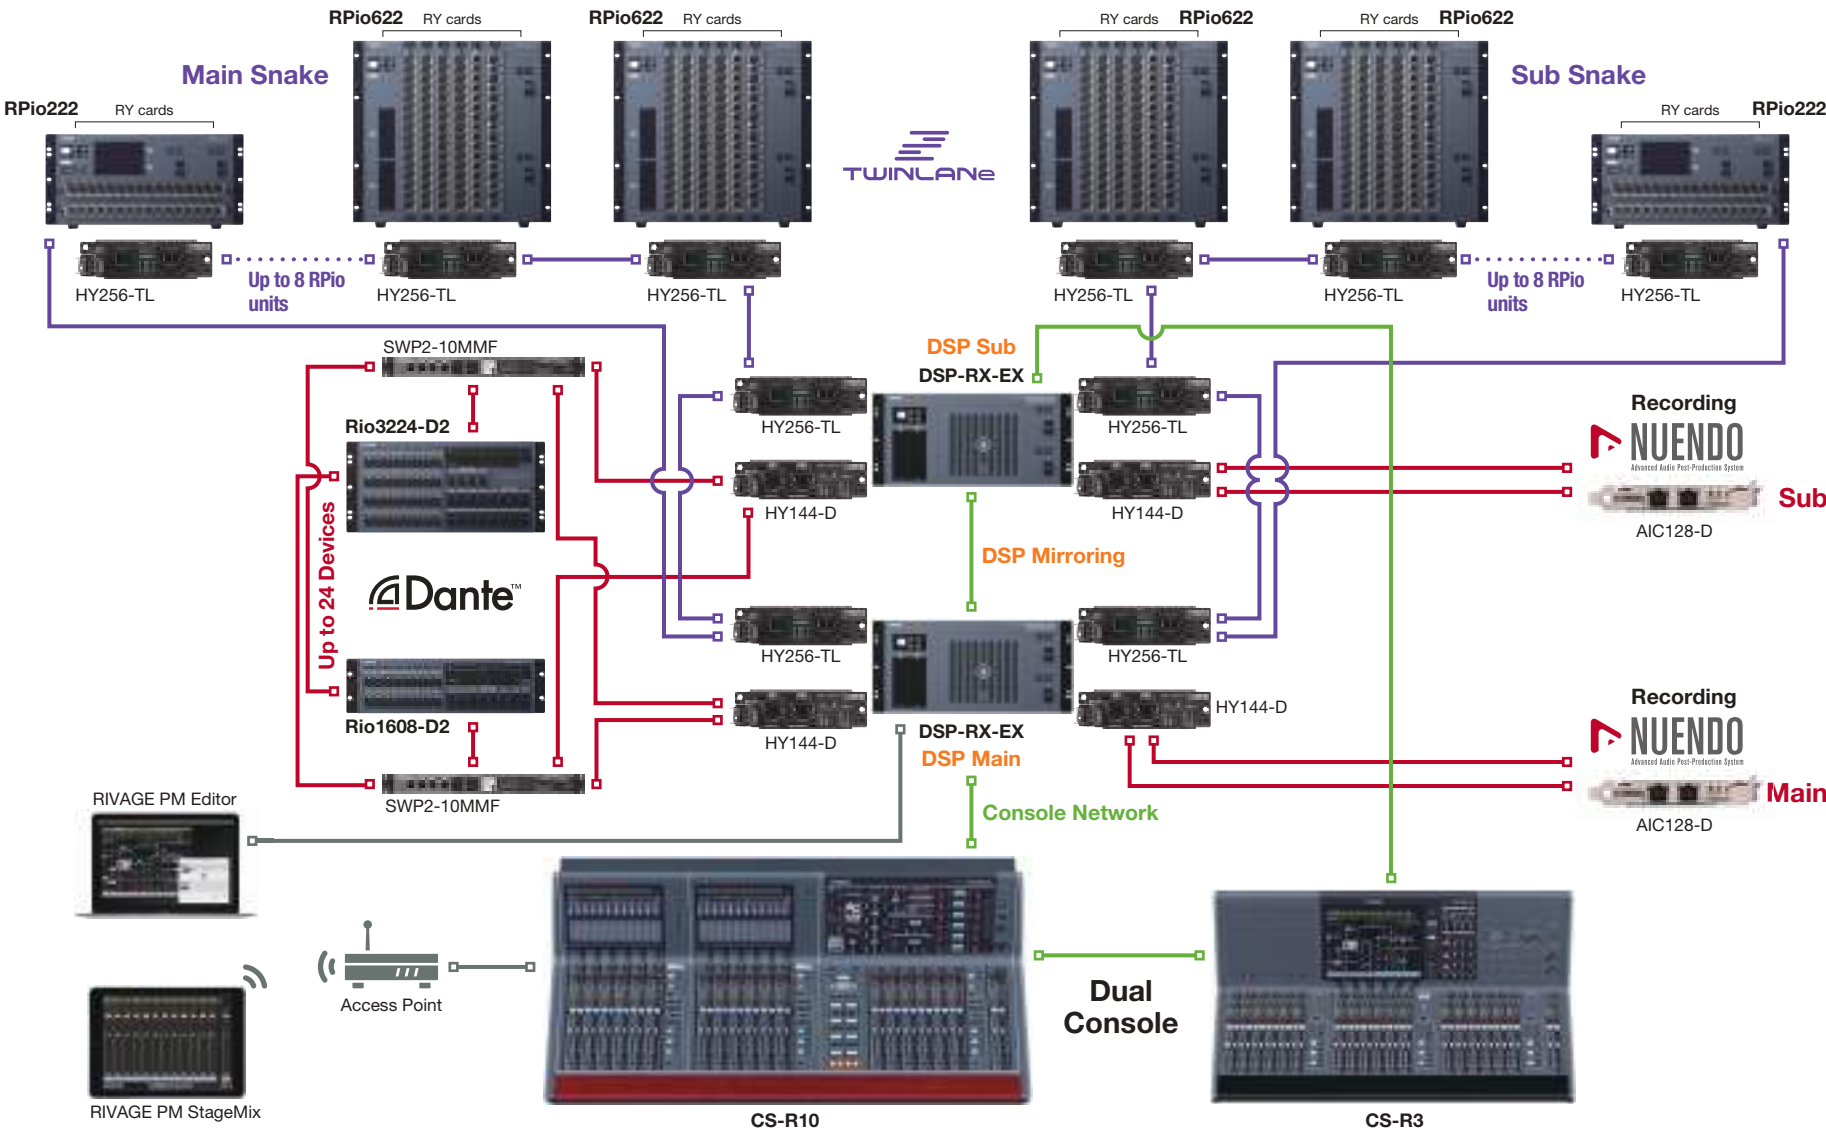 RPio622 RY cards
RPio622 RY cards
RY cards RPio622
RY cards RPio622
Main Snake
Sub Snake
RPio222 RY cards
RY cards RPio222
TWINLANe
HY256-TL
Up to 8 RPio
units
HY256-TL
HY256-TL
HY256-TL
HY256-TL
Up to 8 RPio
units
HY256-TL
SWP2-10MMF
DSP Sub
DSP-RX-EX
HY256-TL
HY256-TL
Rio3224-D2
Recording
NUENDO
Advanced Audio Post-Production System
Sub
AIC128-D
HY144-D
HY144-D
Up to 24 Devices
DSP Mirroring
Dante™
HY256-TL
HY256-TL
Rio1608-D2
HY144-D
DSP-RX-EX
DSP Main
HY144-D
Recording
NUENDO
Advanced Audio Post-Production System
Main
AIC128-D
SWP2-10MMF
RIVAGE PM Editor
Console Network
Access Point
Dual
Console
RIVAGE PM StageMix
CS-R10
CS-R3